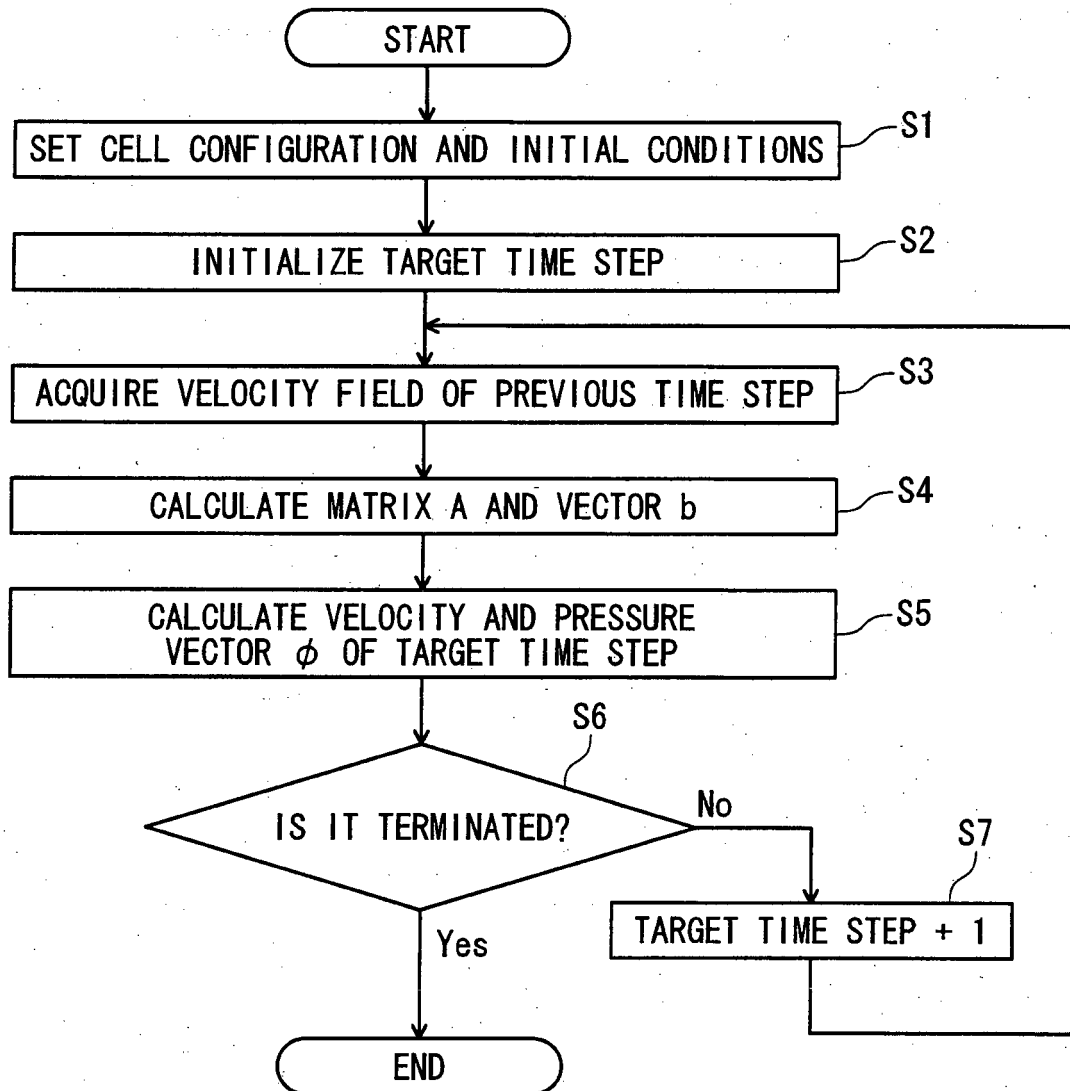 START
SET CELL CONFIGURATION AND INITIAL CONDITIONS
S1
INITIALIZE TARGET TIME STEP
S2
ACQUIRE VELOCITY FIELD OF PREVIOUS TIME STEP
S3
CALCULATE MATRIX A AND VECTOR b
S4
CALCULATE VELOCITY AND PRESSURE
VECTOR φ OF TARGET TIME STEP
S5
S6
IS IT TERMINATED?
No
S7
TARGET TIME STEP + 1
Yes
END